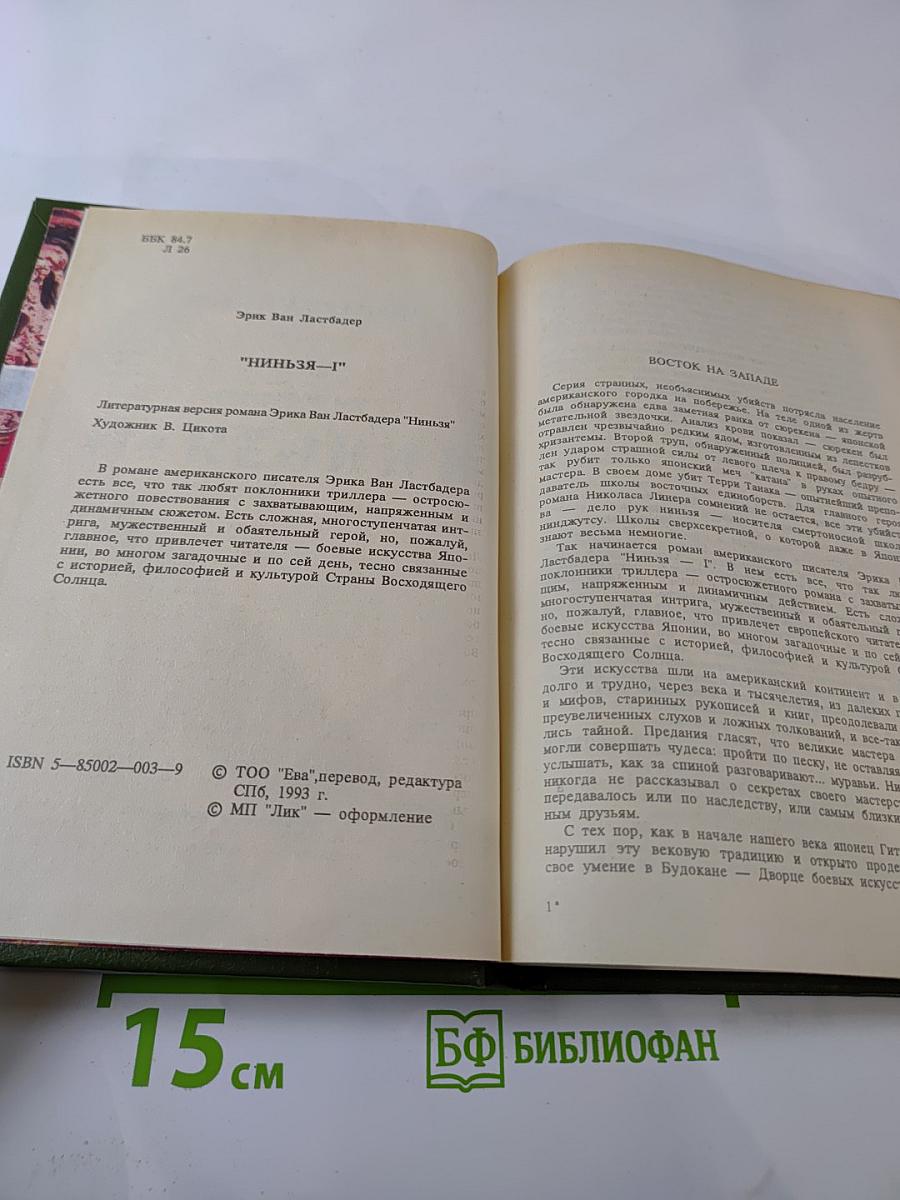 ББК 84.7
Л 26
Эрик Ван Ластбадер
"НИНЬЗЯ—I"
Литературная версия романа Эрика Ван Ластбадера "Ниньзя"
Художник В. Цикота
В романе американского писателя Эрика Ван Ластбадера
есть все, что так любят поклонники триллера — остросю-
жетного повествования с захватывающим, напряженным и
динамичным сюжетом. Есть сложная, многоступенчатая инт-
рига, мужественный и обаятельный герой, но, пожалуй,
главное, что привлечет читателя — боевые искусства Япо-
нии, во многом загадочные и по сей день, тесно связанные
с историей, философией и культурой Страны Восходящего
Солнца.
ISBN 5—85002—003—9
© ТОО "Ева",перевод, редактура
СПб, 1993 г.
© МП "Лик" — оформление
ВОСТОК НА ЗАПАДЕ
Серия странных, необъяснимых убийств потрясла население
американского городка на побережье. На теле одной из жертв
была обнаружена едва заметная ранка от сюрекена — японской
метательной звездочки. Анализ крови показал — сюрекен был
отравлен чрезвычайно редким ядом, изготовленным из лепестков
хризантемы. Второй труп, обнаруженный полицией, был разруб-
лен ударом страшной силы от левого плеча к правому бедру —
так рубит только японский меч "катана" в руках опытного
мастера. В своем доме убит Терри Танака — опытнейший препо-
даватель школы восточных единоборств. Для главного героя
романа Николаса Линера сомнений не остается, все эти убийст
ва — дело рук ниньзя — носителя смертоносной школ
нинджутсу. Школы сверхсекретной, о которой даже в Япон
знают весьма немногие.
Так начинается роман американского писателя Эрика
Ластбадера "Ниньзя — I". В нем есть все, что так лю
поклонники триллера — остросюжетного романа с захваты
щим, напряженным и динамичным действием. Есть слож
многоступенчатая интрига, мужественный и обаятельный г
но, пожалуй, главное, что привлечет европейского читате
боевые искусства Японии, во многом загадочные и по сей
тесно связанные с историей, философией и культурой
Восходящего Солнца.
Эти искусства шли на американский континент и в
долго и трудно, через века и тысячелетия, из далеких
и мифов, старинных рукописей и книг, преодолевали
преувеличенных слухов и ложных толкований, и все-так
лись тайной. Предания гласят, что великие мастера
могли совершать чудеса: пройти по песку, не оставляя
услышать, как за спиной разговаривают... муравьи. Ни
никогда не рассказывал о секретах своего мастерс
передавалось или по наследству, или самым близки
ным друзьям.
С тех пор, как в начале нашего века японец Гит
нарушил эту вековую традицию и открыто проде
свое умение в Будокане — Дворце боевых искусст
1*
15 см
БФ БИБЛИОФАН